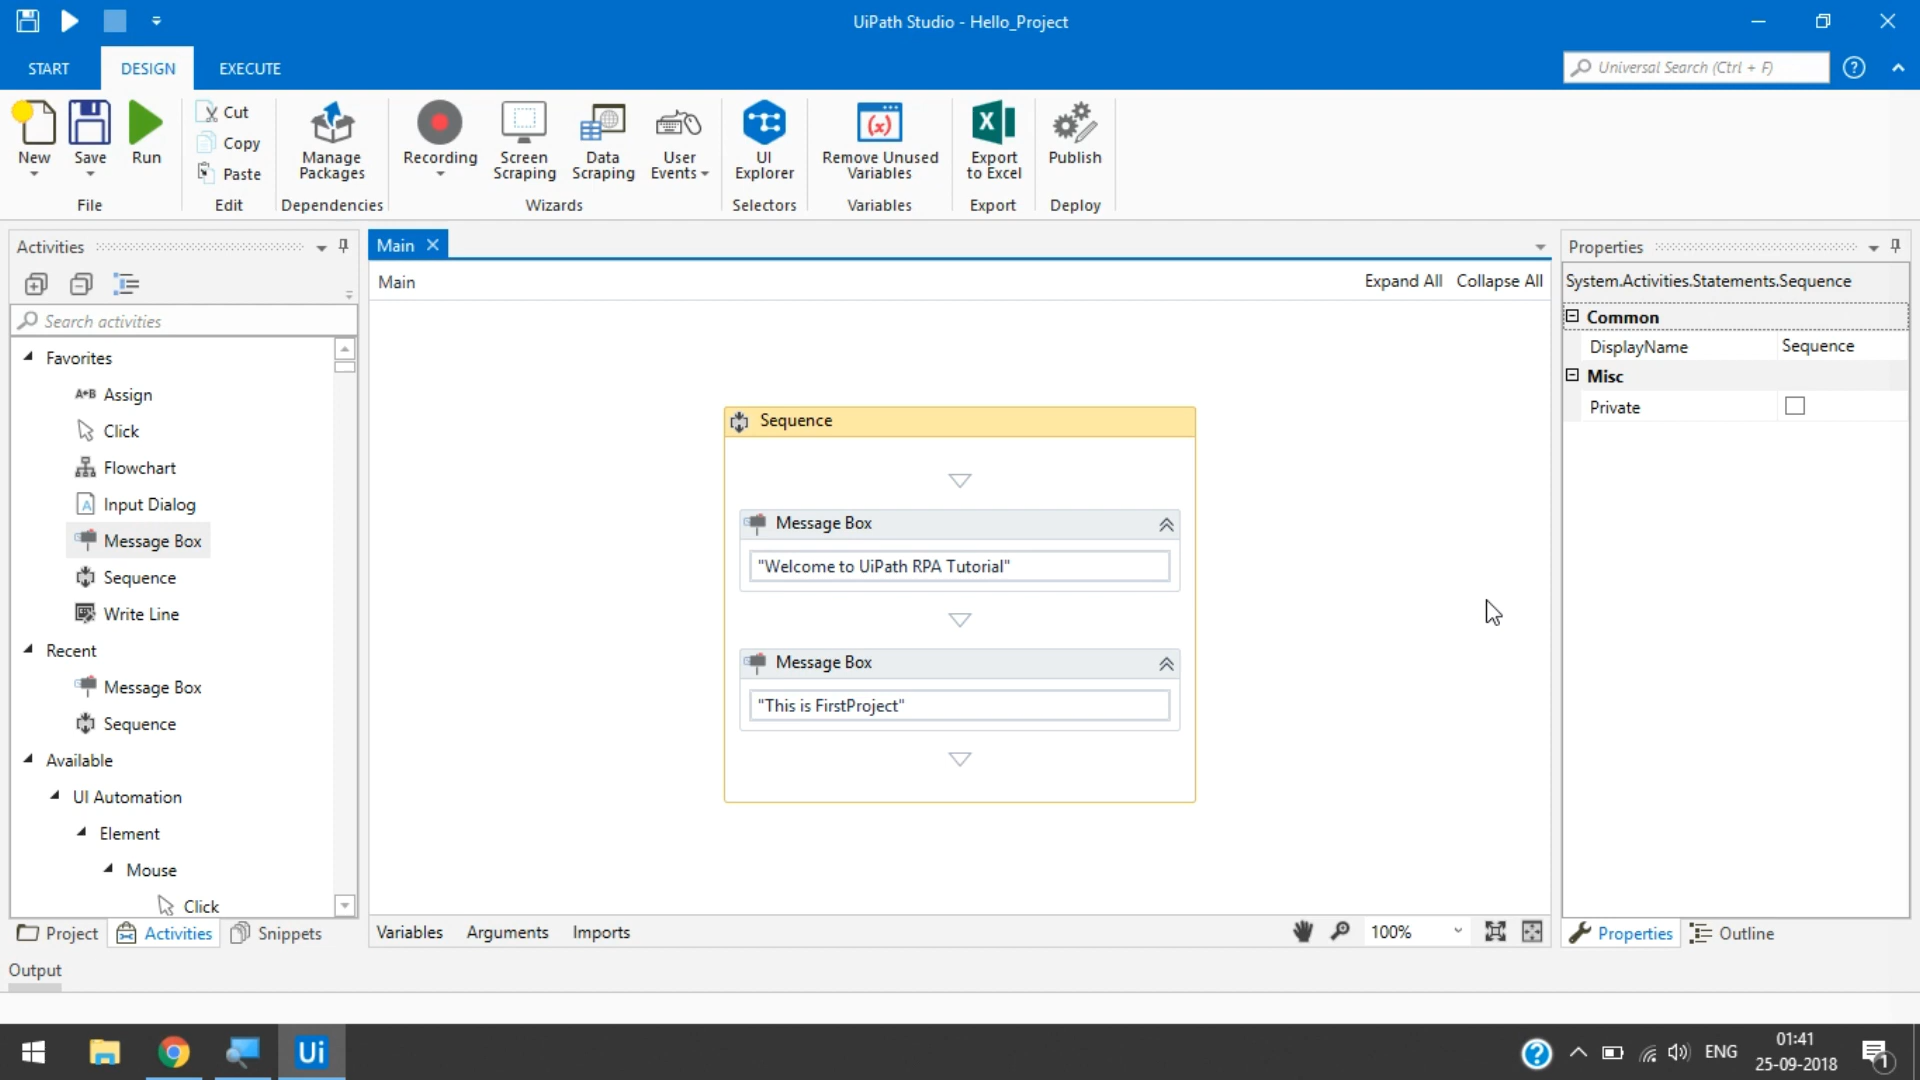 UiPath Studio - Hello_Project
START DESIGN EXECUTE
Universal Search (Ctrl + F)
New Save Run
Cut
Copy
Paste
Manage Packages
Recording
Screen Scraping
Data Scraping
User Events
UI Explorer
Remove Unused Variables
Export to Excel
Publish
File Edit Dependencies Wizards Selectors Variables Export Deploy
Activities
Search activities
Favorites
A+B Assign
Click
Flowchart
A Input Dialog
Message Box
Sequence
Write Line
Recent
Message Box
Sequence
Available
UI Automation
Element
Mouse
Click
Project Activities Snippets
Main
Main
Expand All Collapse All
Sequence
Message Box
"Welcome to UiPath RPA Tutorial"
Message Box
"This is FirstProject"
Variables Arguments Imports
100%
Properties
System.Activities.Statements.Sequence
Common
DisplayName Sequence
Misc
Private
Properties Outline
Output
Ui
ENG
01:41
25-09-2018
1